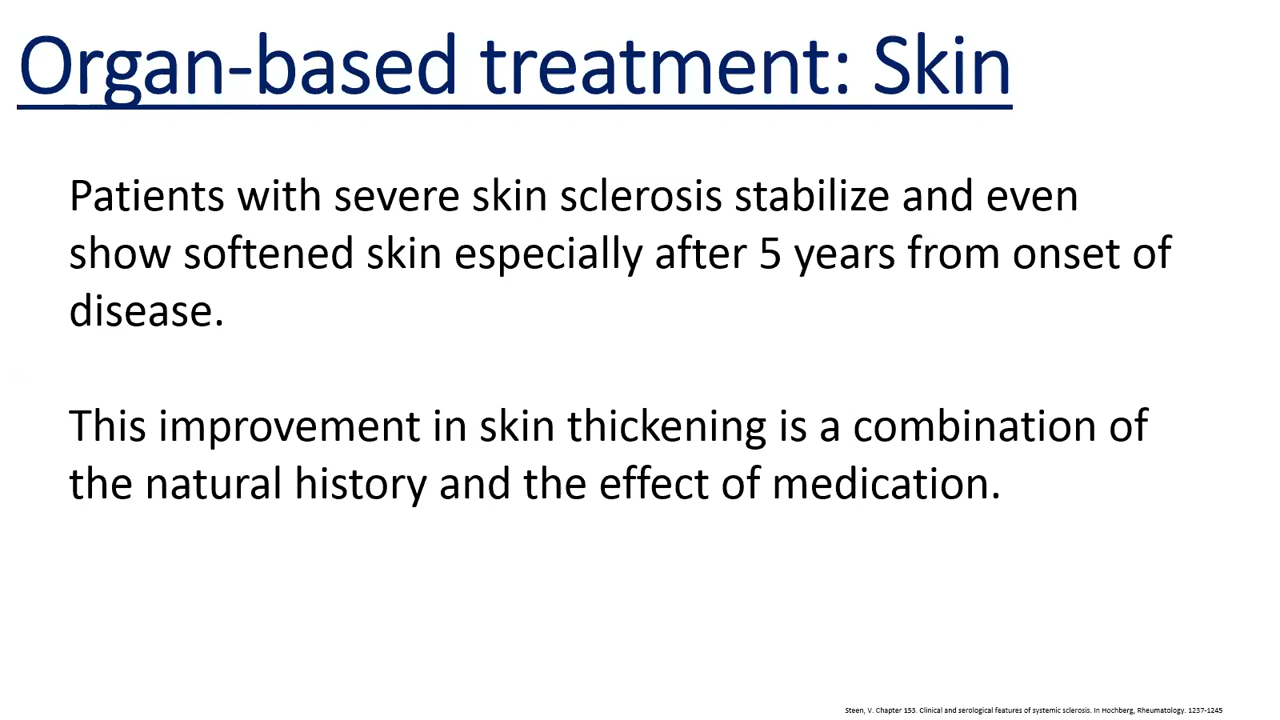 Organ-based treatment: Skin
Patients with severe skin sclerosis stabilize and even
show softened skin especially after 5 years from onset of
disease.
This improvement in skin thickening is a combination of
the natural history and the effect of medication.
Steen, V. Chapter 153. Clinical and serological features of systemic sclerosis. In Hochberg, Rheumatology. 1237-1245